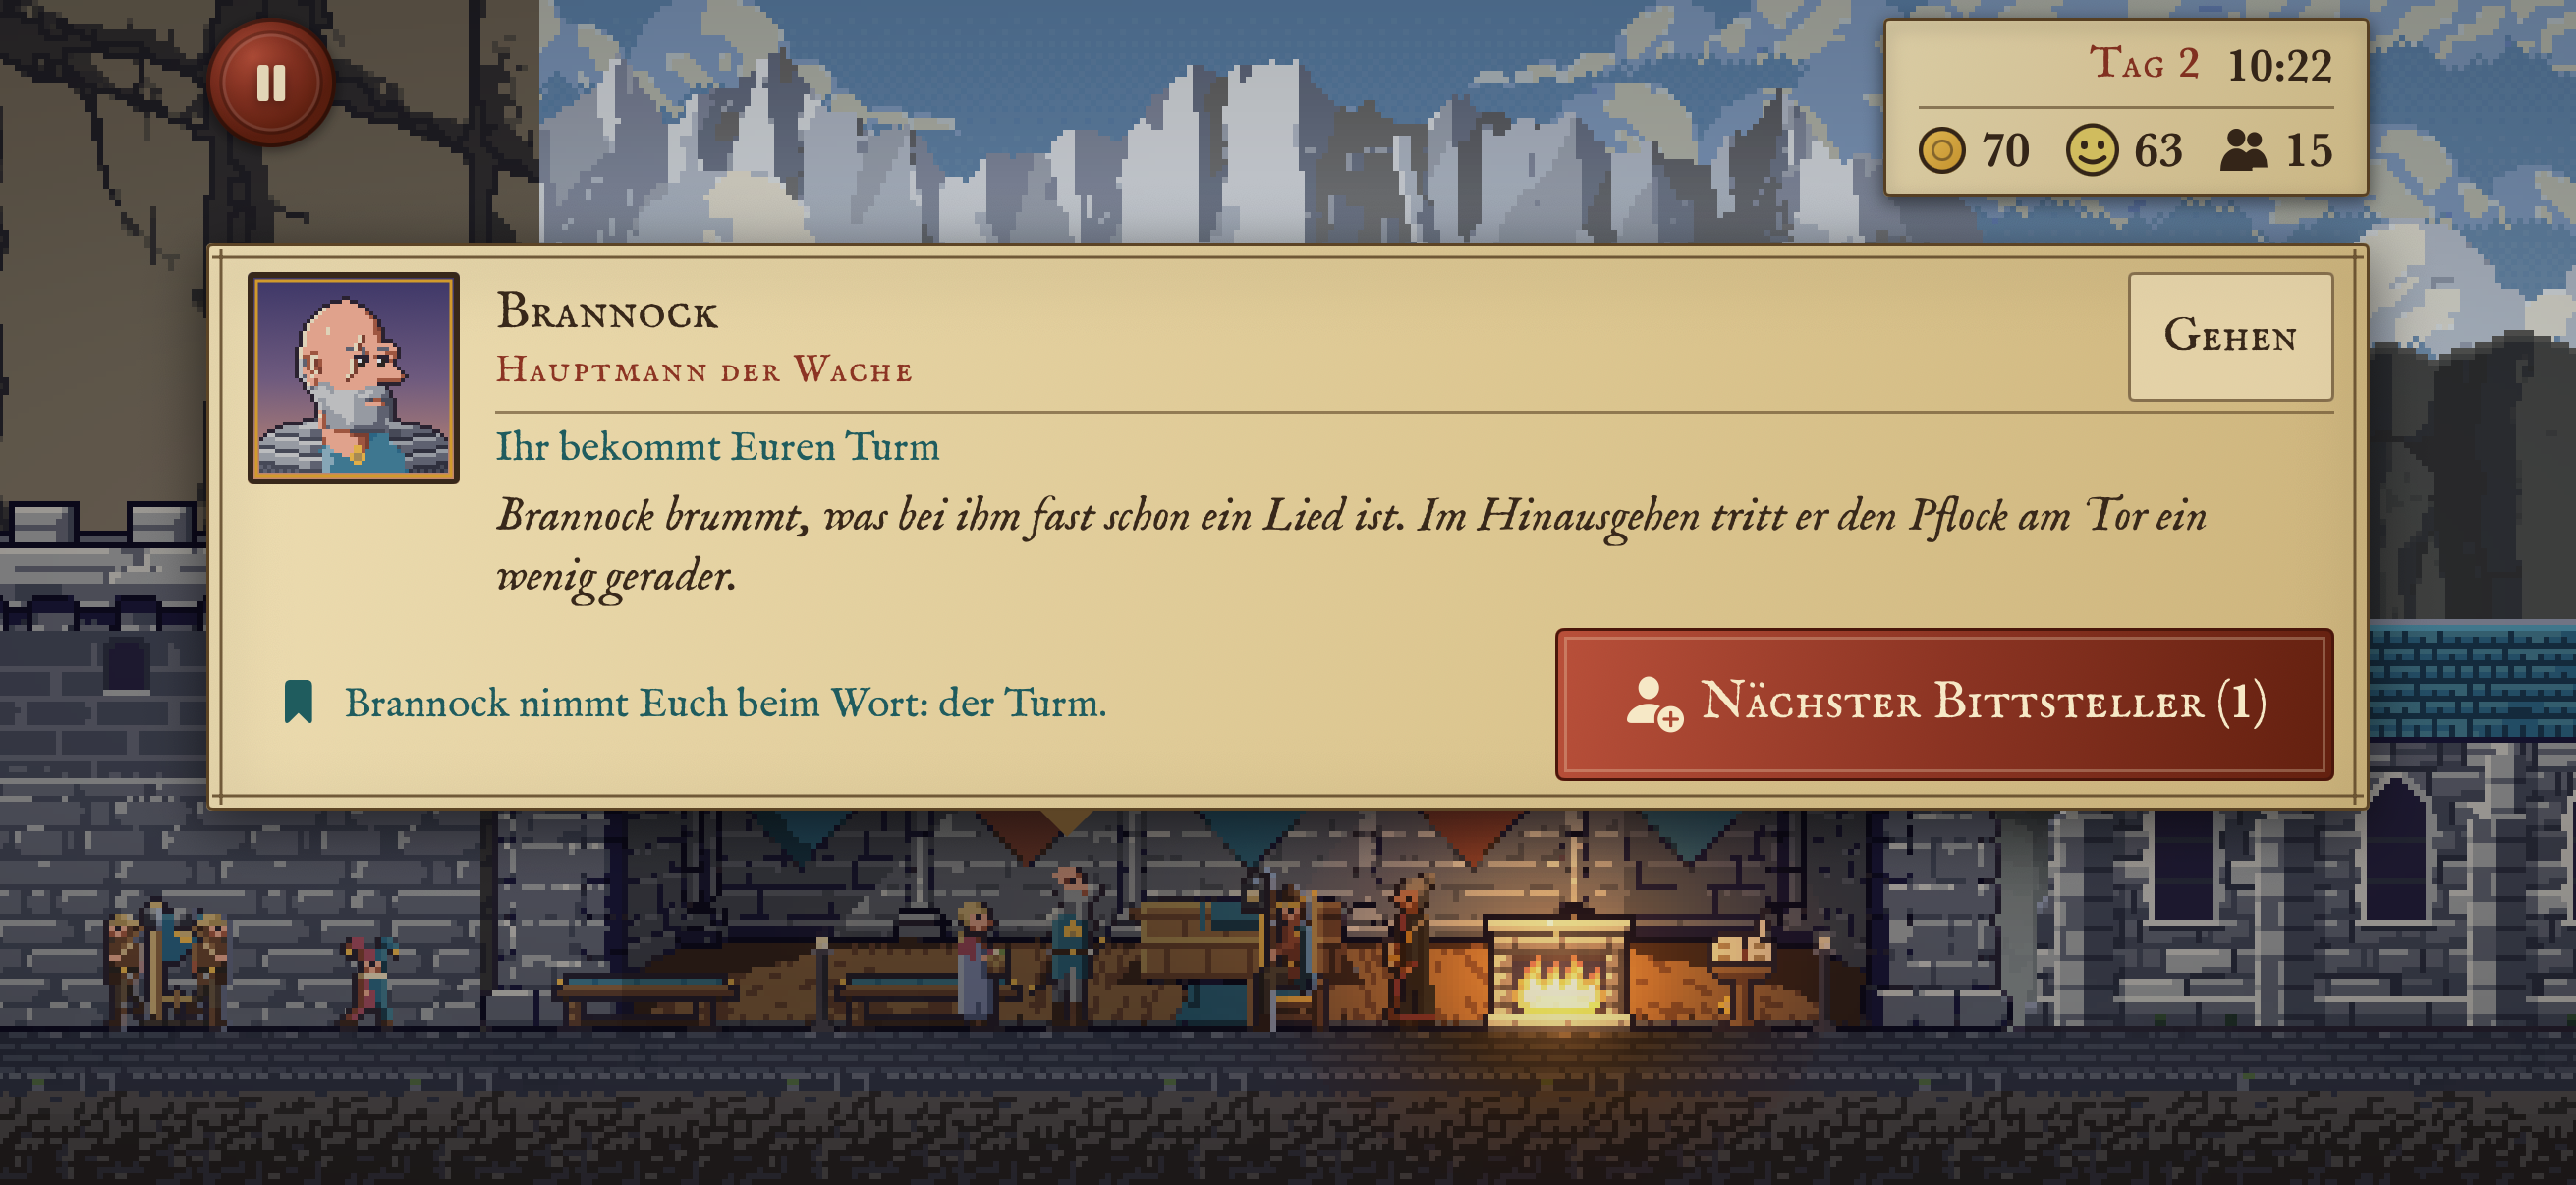 Tag 2 10:22
70 63 15
Brannock
Gehen
Hauptmann der Wache
Ihr bekommt Euren Turm
Brannock brummt, was bei ihm fast schon ein Lied ist. Im Hinausgehen tritt er den Pflock am Tor ein
wenig gerader.
Brannock nimmt Euch beim Wort: der Turm.
Nächster Bittsteller (1)